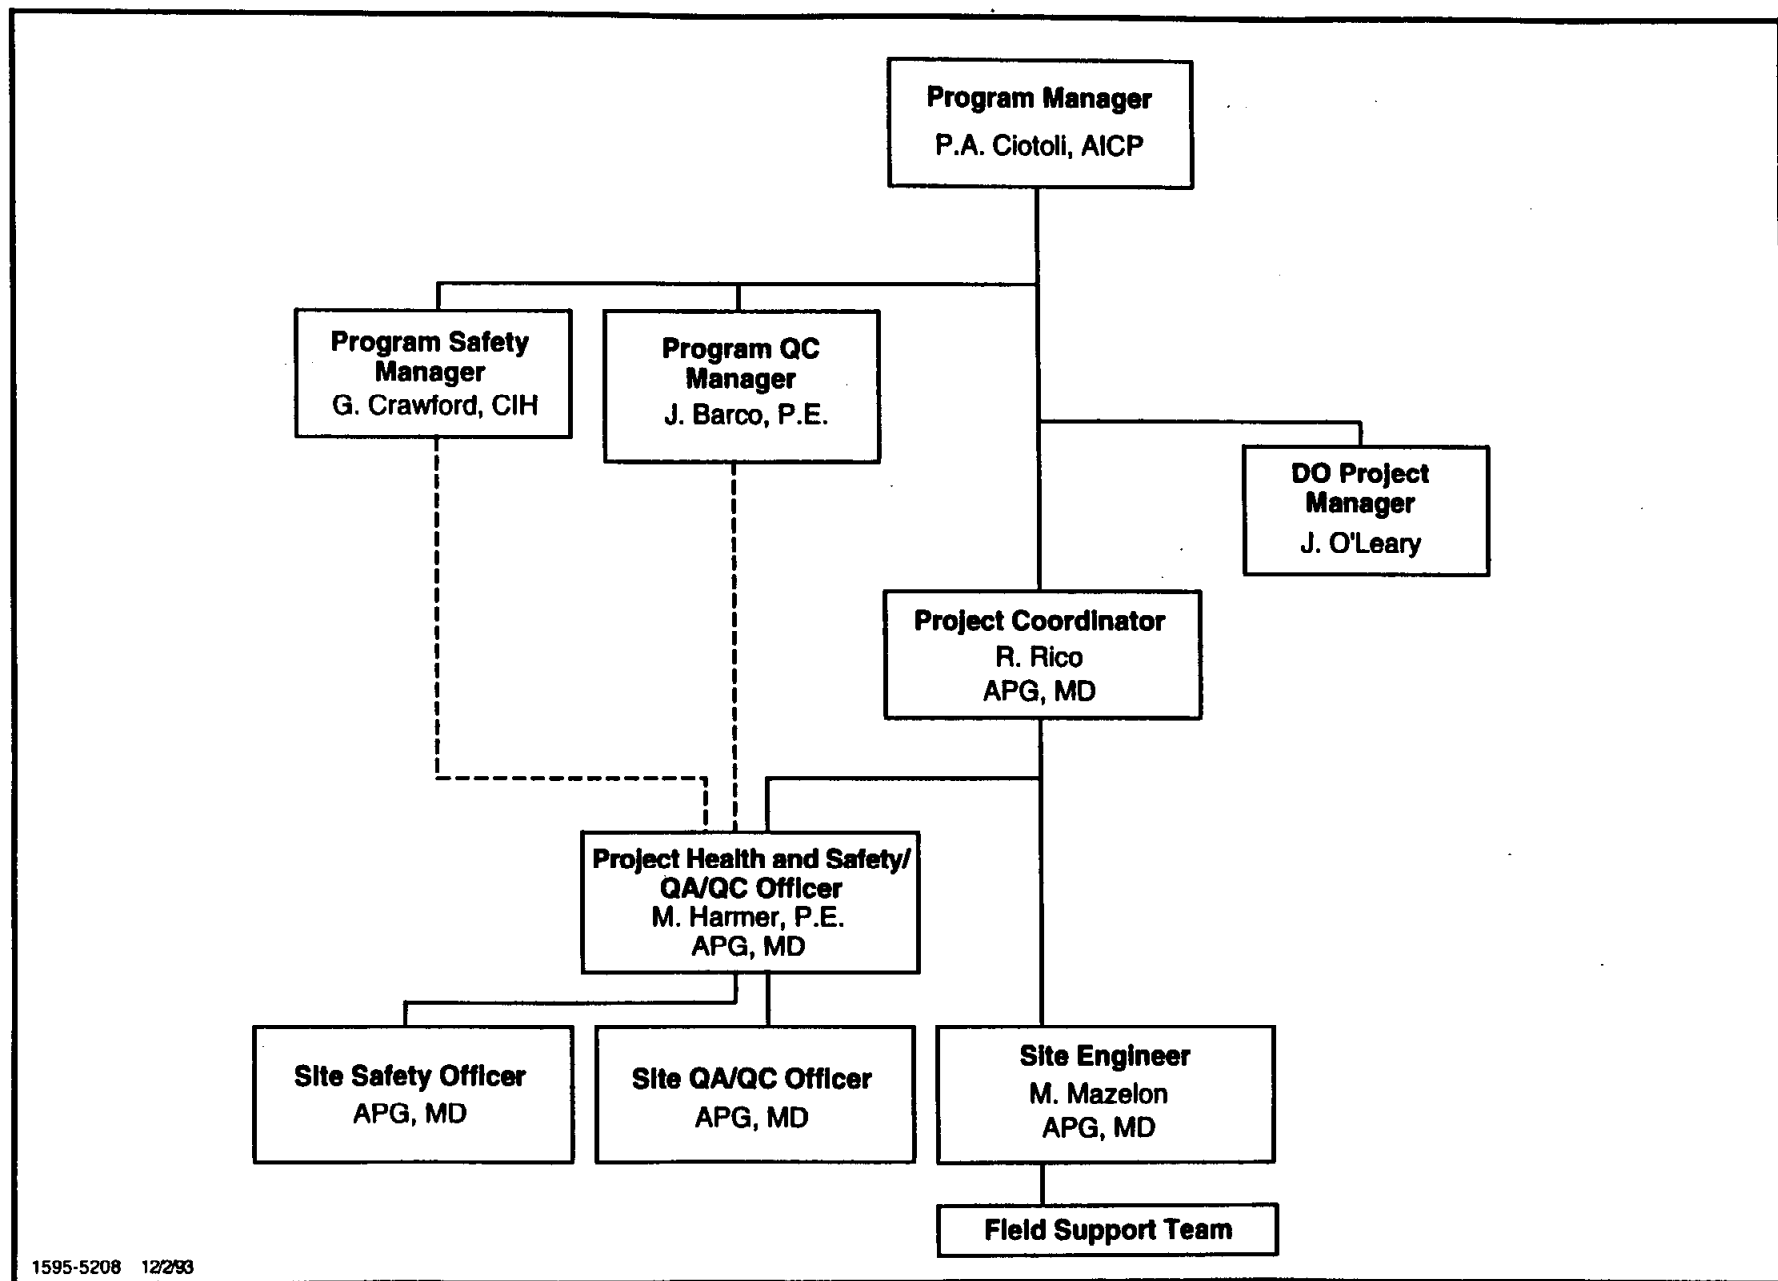 Program Manager
P.A. Ciotoli, AICP
Program Safety
Manager
G. Crawford, CIH
Program QC
Manager
J. Barco, P.E.
DO Project
Manager
J. O'Leary
Project Coordinator
R. Rico
APG, MD
Project Health and Safety/
QA/QC Officer
M. Harmer, P.E.
APG, MD
Site Safety Officer
APG, MD
Site QA/QC Officer
APG, MD
Site Engineer
M. Mazelon
APG, MD
Field Support Team
1595-5208 12/2/93